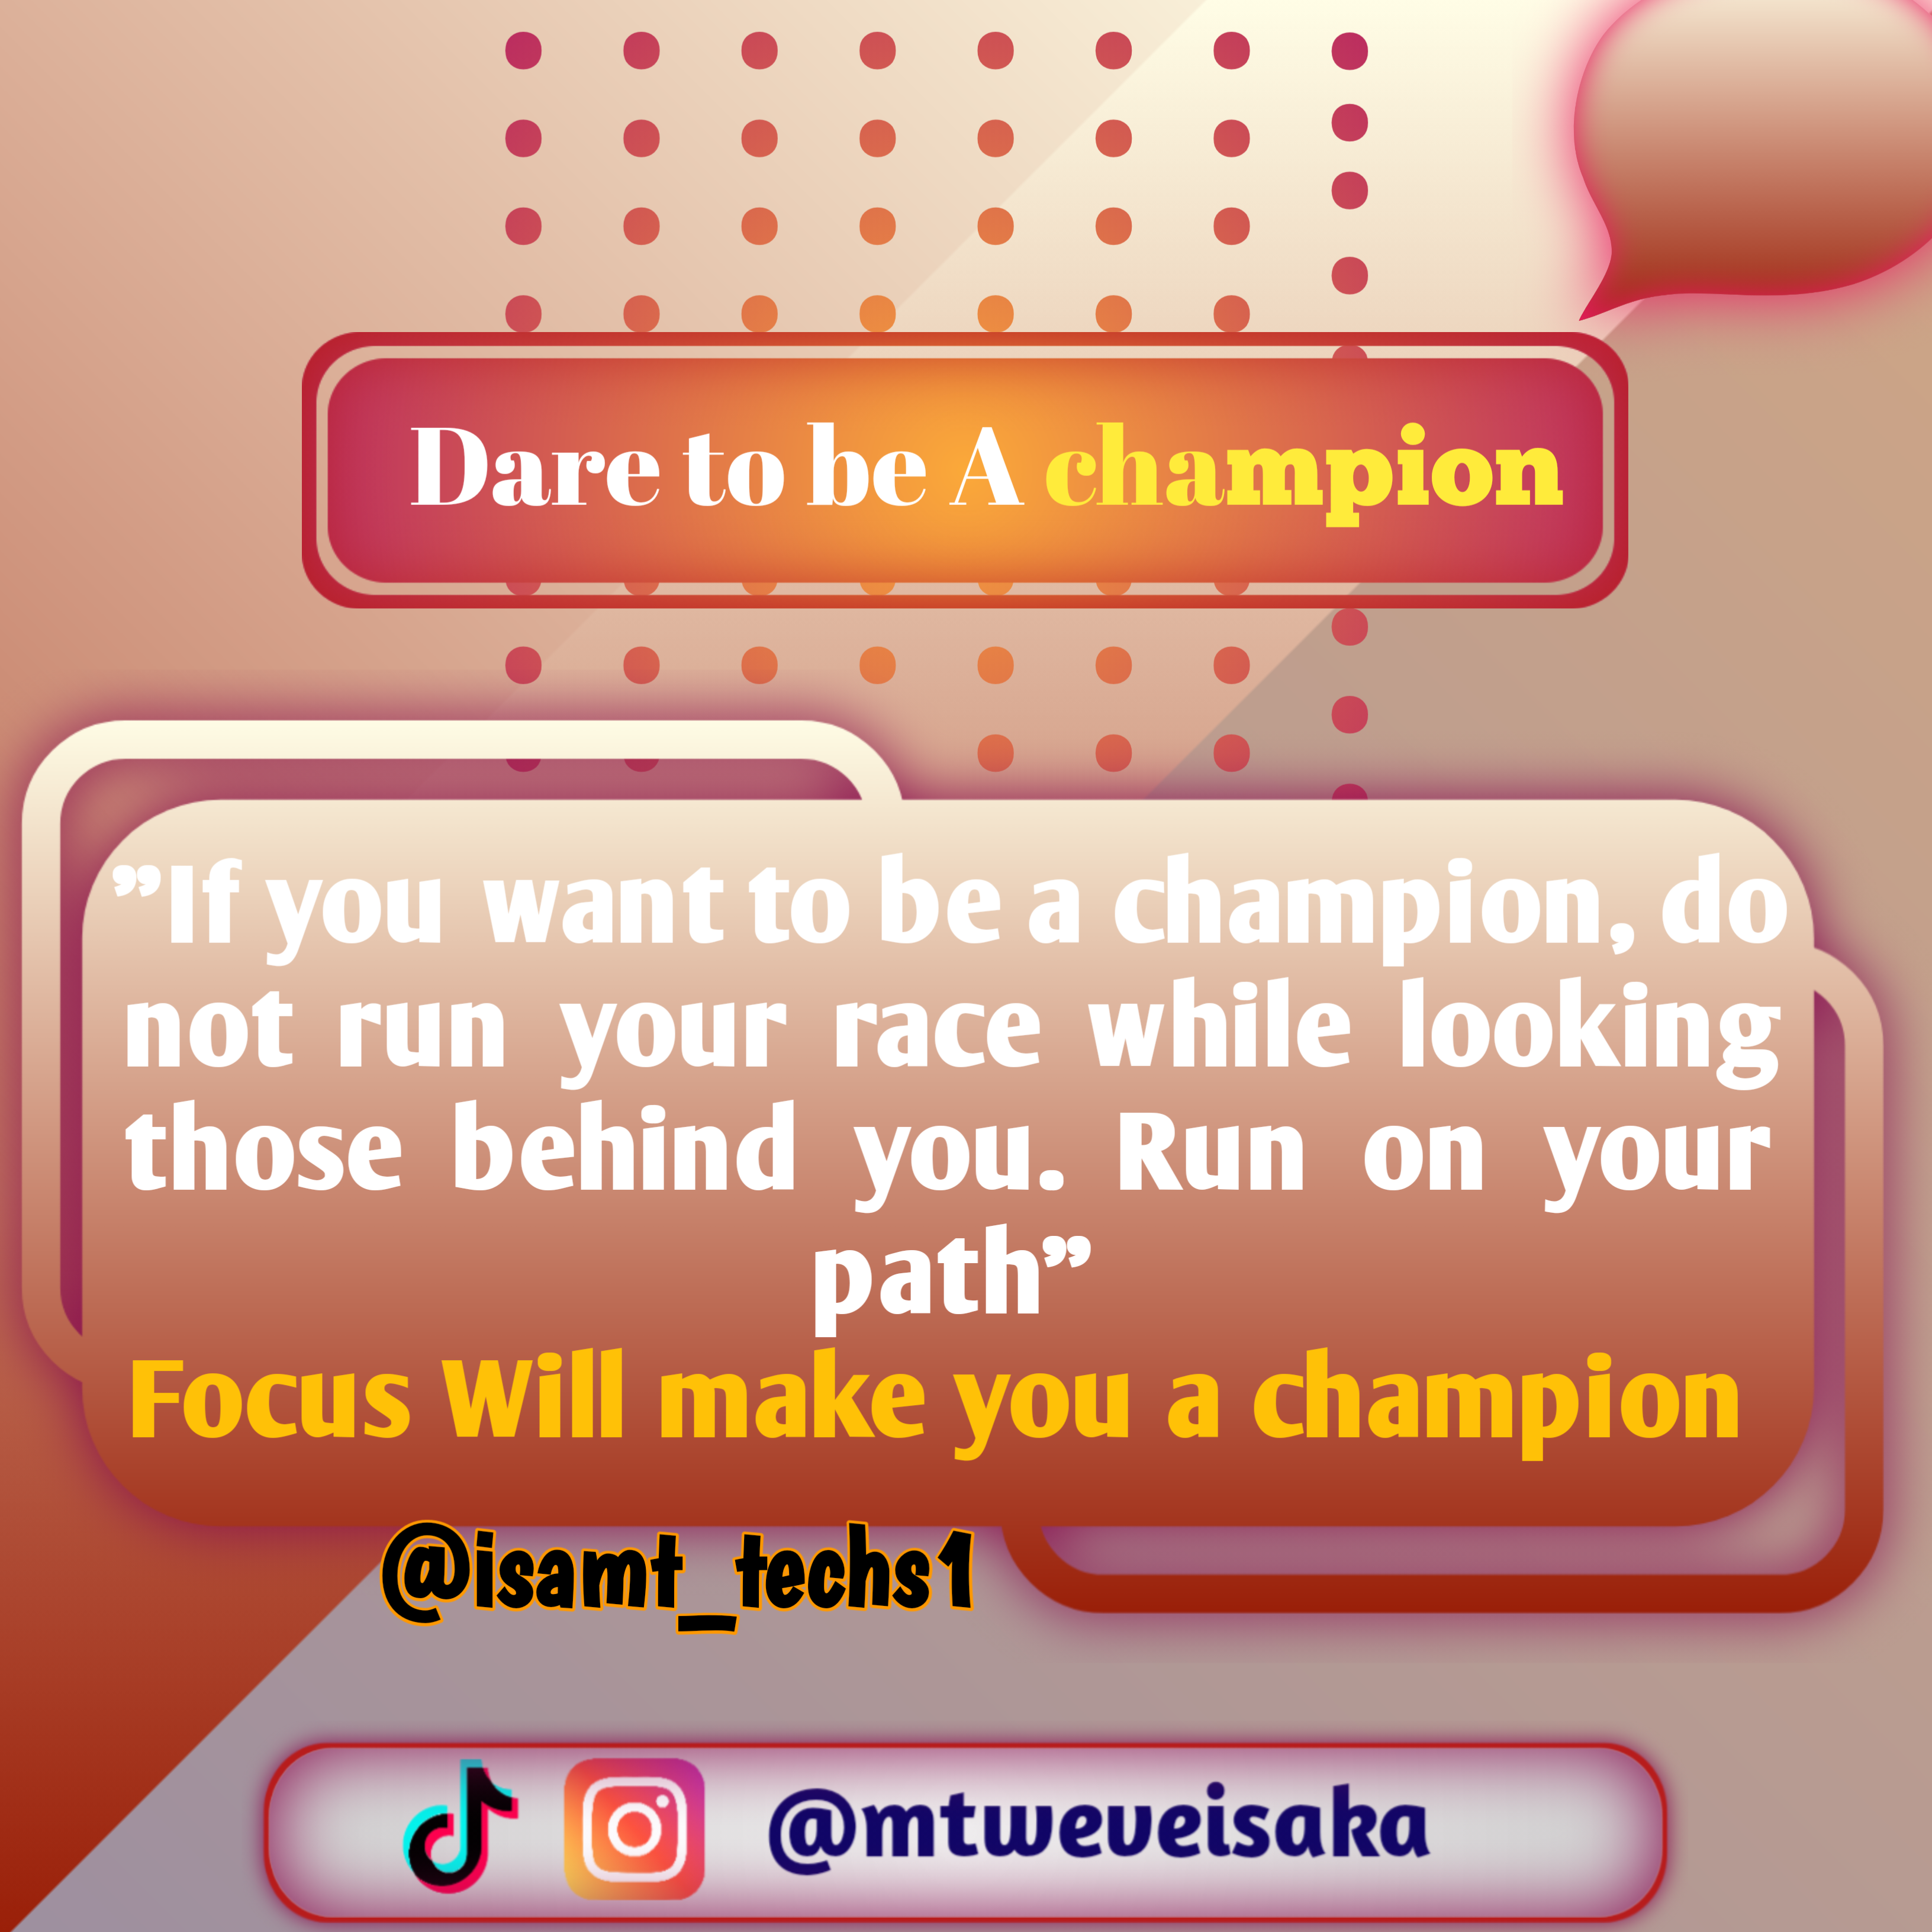 Dare to be A champion
”If you want to be a champion, do
not run your race while looking
those behind you. Run on your
path”
Focus Will make you a champion
@isamt_techs1
@mtweveisaka